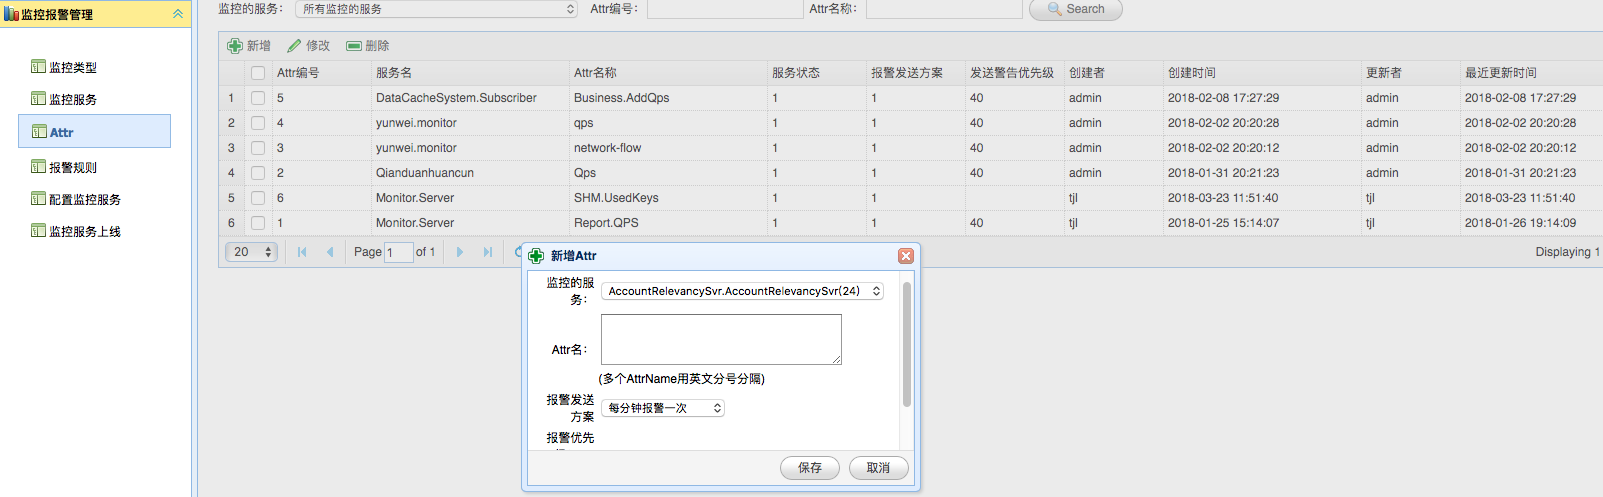 监控报警管理
监控类型
监控服务
Attr
报警规则
配置监控服务
监控服务上线
监控的服务： 所有监控的服务 Attr编号： Attr名称： Search
新增 修改 删除
Attr编号 服务名 Attr名称 服务状态 报警发送方案 发送警告优先级 创建者 创建时间 更新者 最近更新时间
1 5 DataCacheSystem.Subscriber Business.AddQps 1 1 40 admin 2018-02-08 17:27:29 admin 2018-02-08 17:27:29
2 4 yunwei.monitor qps 1 1 40 admin 2018-02-02 20:20:28 admin 2018-02-02 20:20:28
3 3 yunwei.monitor network-flow 1 1 40 admin 2018-02-02 20:20:12 admin 2018-02-02 20:20:12
4 2 Qianduanhuancun Qps 1 1 40 admin 2018-01-31 20:21:23 admin 2018-01-31 20:21:23
5 6 Monitor.Server SHM.UsedKeys 1 1 tjl 2018-03-23 11:51:40 tjl 2018-03-23 11:51:40
6 1 Monitor.Server Report.QPS 1 1 40 tjl 2018-01-25 15:14:07 tjl 2018-01-26 19:14:09
20 Page 1 of 1 Displaying 1
新增Attr
监控的服
务： AccountRelevancySvr.AccountRelevancySvr(24)
Attr名：
(多个AttrName用英文分号分隔)
报警发送
方案 每分钟报警一次
报警优先
保存 取消